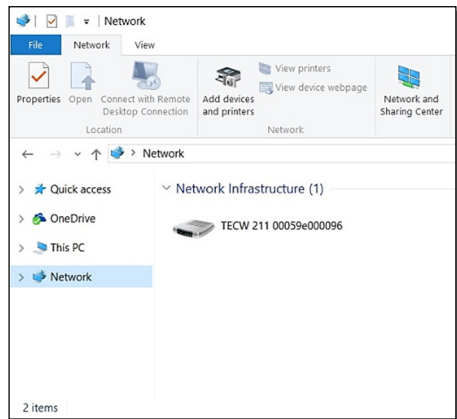 Network
File Network View
Properties Open Connect with Remote Desktop Connection Add devices and printers View printers View device webpage Network and Sharing Center
Location Network
Network
Quick access
OneDrive
This PC
Network
Network Infrastructure (1)
TECW 211 00059e000096
2 items